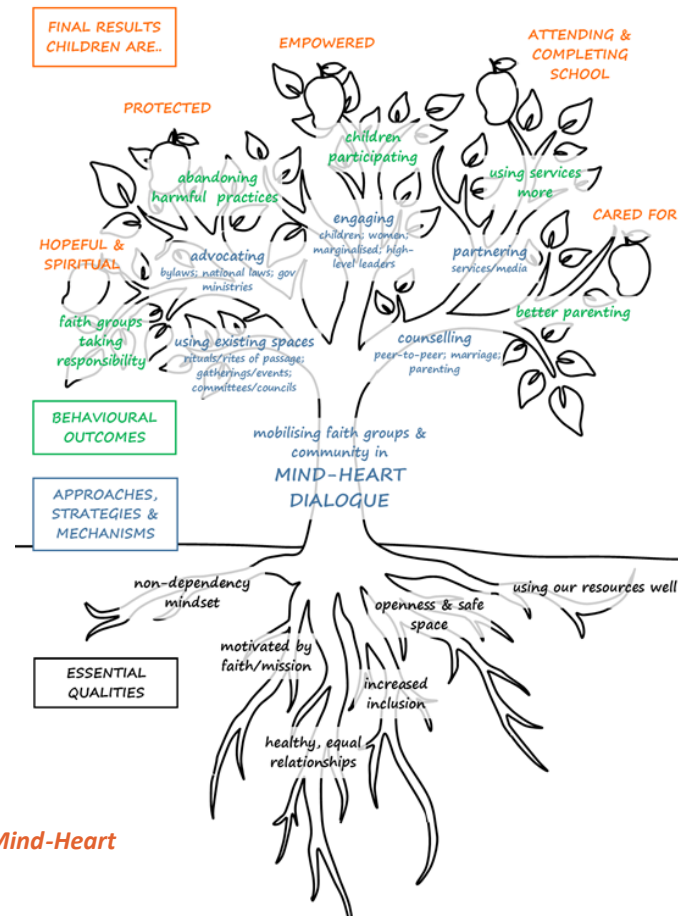 FINAL RESULTS
CHILDREN ARE..
EMPOWERED
ATTENDING &
COMPLETING
SCHOOL
PROTECTED
children
participating
abandoning
harmful practices
using services
more
CARED FOR
engaging
children; women;
marginalised; high-
level leaders
HOPEFUL &
SPIRITUAL
advocating
bylaws; national laws; gov
ministries
partnering
services/media
better parenting
faith groups
taking
responsibility
using existing spaces
rituals/rites of passage;
gatherings/events;
committees/councils
counselling
peer-to-peer; marriage;
parenting
BEHAVIOURAL
OUTCOMES
mobilising faith groups &
community in
MIND-HEART
DIALOGUE
APPROACHES,
STRATEGIES &
MECHANISMS
non-dependency
mindset
using our resources well
openness & safe
space
motivated by
faith/mission
ESSENTIAL
QUALITIES
increased
inclusion
healthy, equal
relationships
Mind-Heart